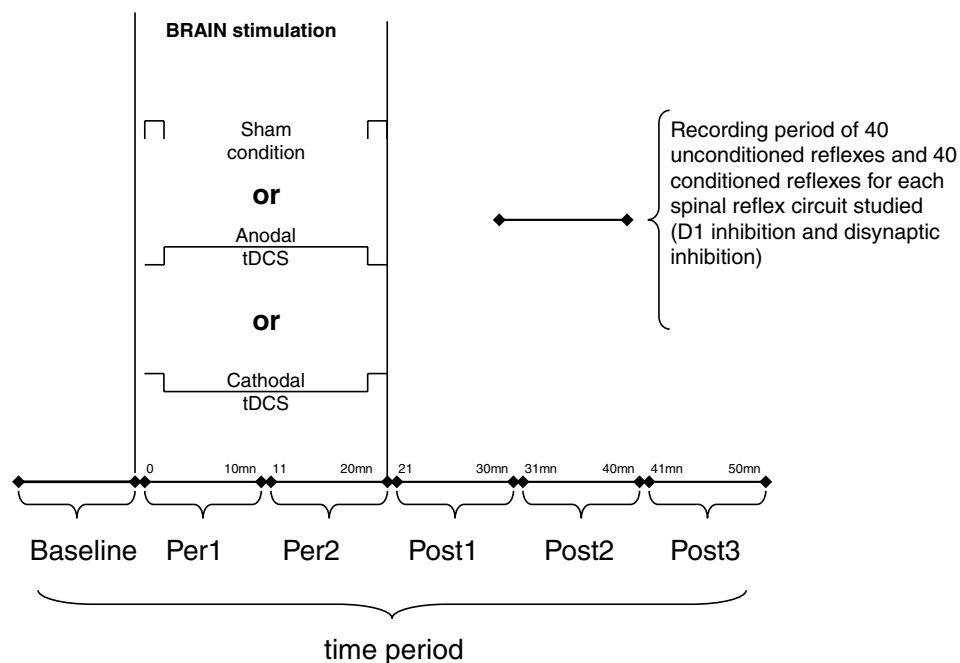 BRAIN stimulation
Sham
condition
or
Anodal
tDCS
or
Cathodal
tDCS
Recording period of 40
unconditioned reflexes and 40
conditioned reflexes for each
spinal reflex circuit studied
(D1 inhibition and disynaptic
inhibition)
0 10mn 11 20mn 21 30mn 31mn 40mn 41mn 50mn
Baseline Per1 Per2 Post1 Post2 Post3
time period